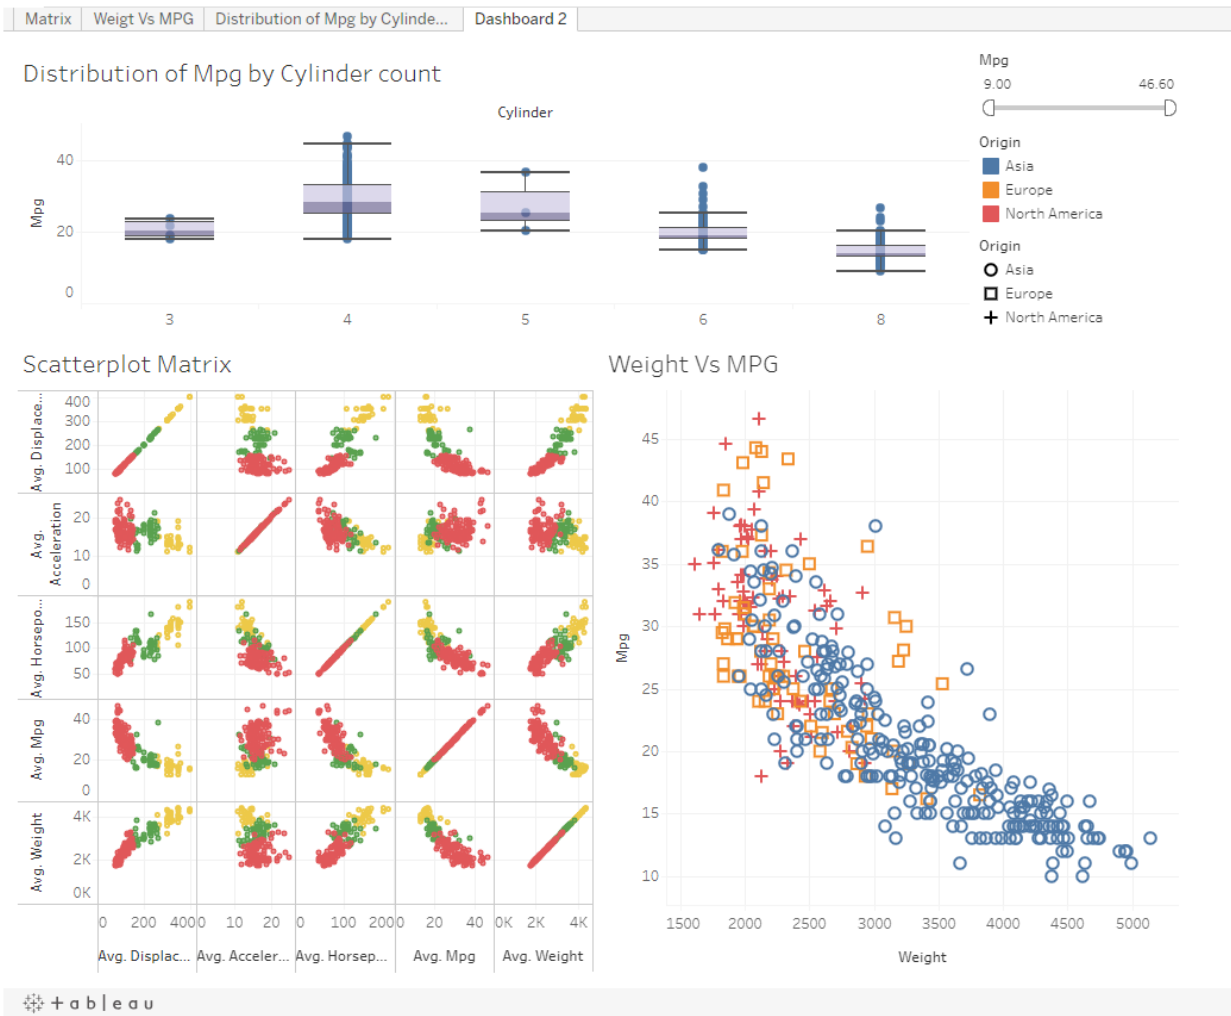 Matrix
Weigt Vs MPG
Distribution of Mpg by Cylinde...
Dashboard 2
Distribution of Mpg by Cylinder count
Cylinder
Mpg
40
20
0
3
4
5
6
8
Mpg
9.00
46.60
Origin
Asia
Europe
North America
Origin
Asia
Europe
North America
Scatterplot Matrix
Avg. Displace...
400
300
200
100
Avg. Acceleration
20
10
0
Avg. Horsepo...
150
100
50
Avg. Mpg
40
20
0
Avg. Weight
4K
2K
0K
0 200 400
0 10 20
0 100 200
0 20 40
0K 2K 4K
Avg. Displac...
Avg. Acceler...
Avg. Horsep...
Avg. Mpg
Avg. Weight
Weight Vs MPG
Mpg
45
40
35
30
25
20
15
10
1500 2000 2500 3000 3500 4000 4500 5000
Weight
+ableau